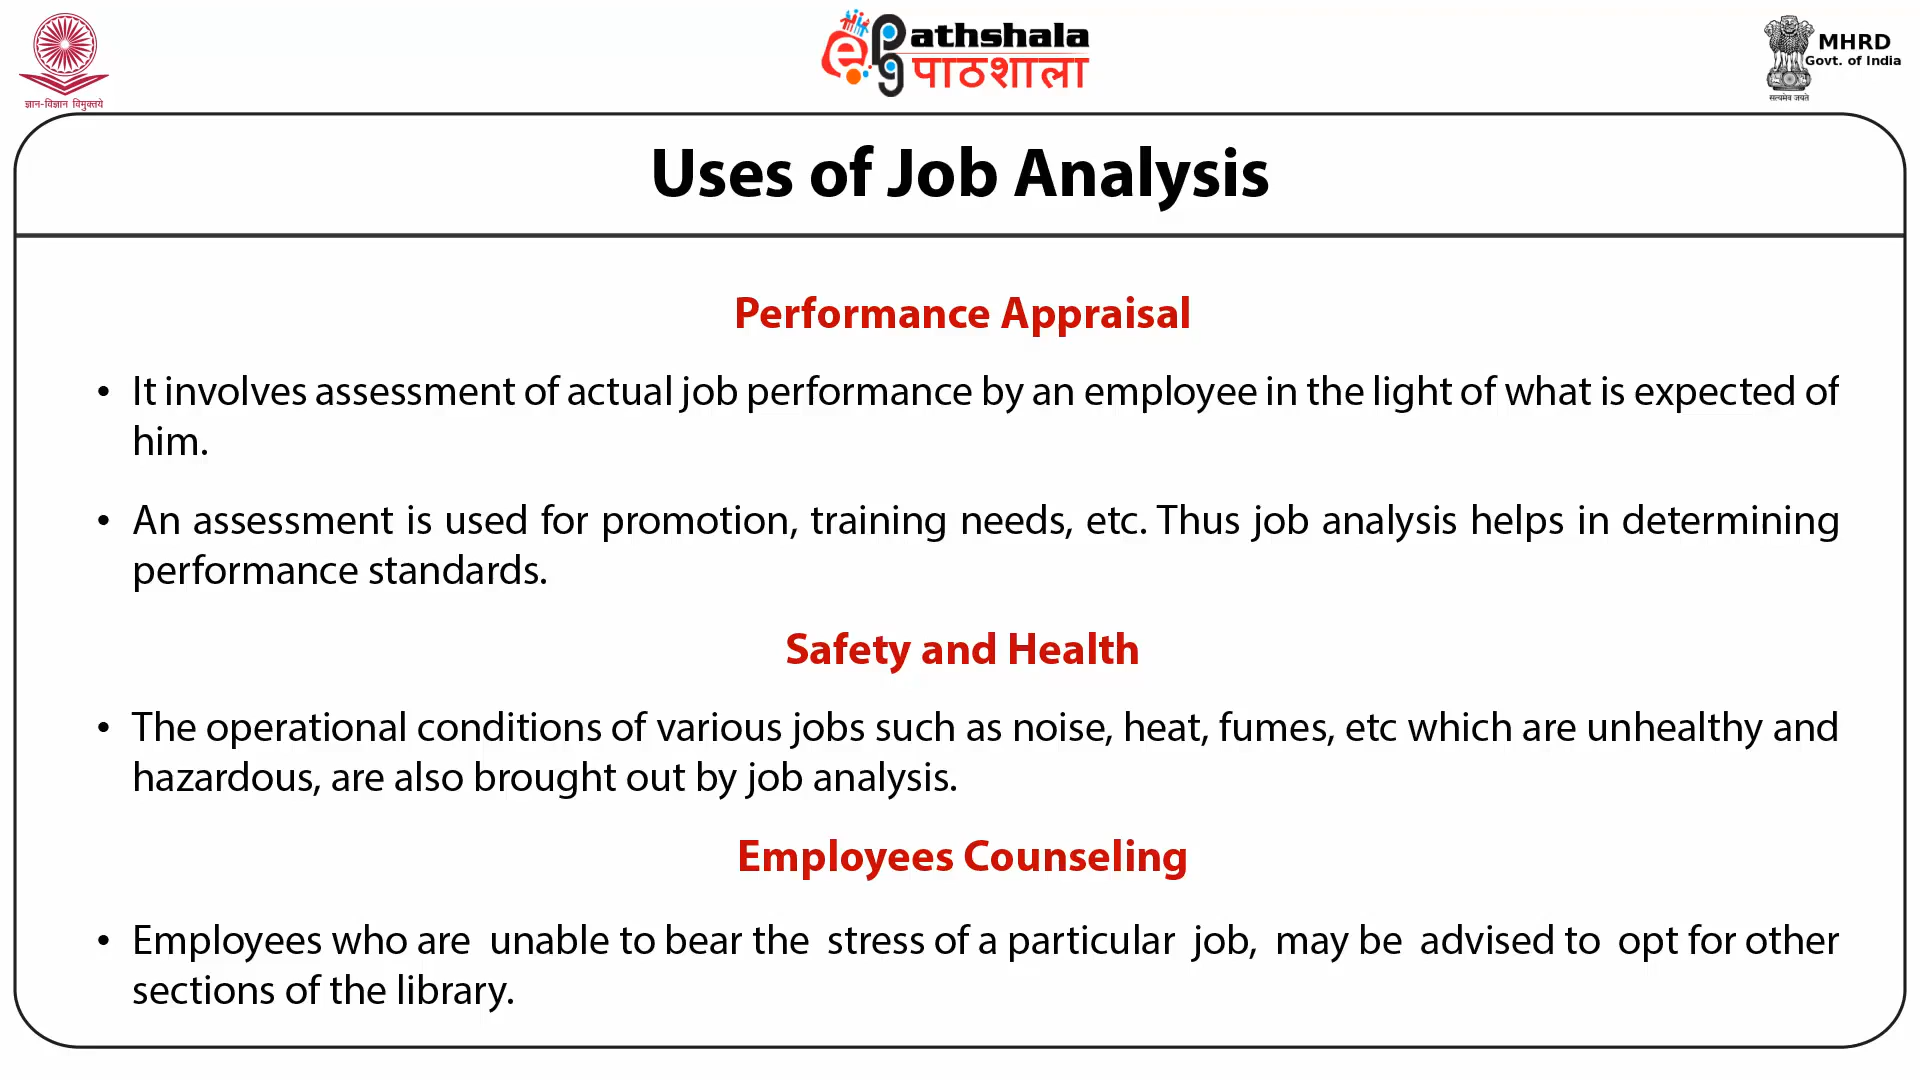 ज्ञान-विज्ञान विमुक्तये
ePathshala
पाठशाला
MHRD
Govt. of India
सत्यमेव जयते
Uses of Job Analysis
Performance Appraisal
• It involves assessment of actual job performance by an employee in the light of what is expected of
him.
• An assessment is used for promotion, training needs, etc. Thus job analysis helps in determining
performance standards.
Safety and Health
• The operational conditions of various jobs such as noise, heat, fumes, etc which are unhealthy and
hazardous, are also brought out by job analysis.
Employees Counseling
• Employees who are unable to bear the stress of a particular job, may be advised to opt for other
sections of the library.